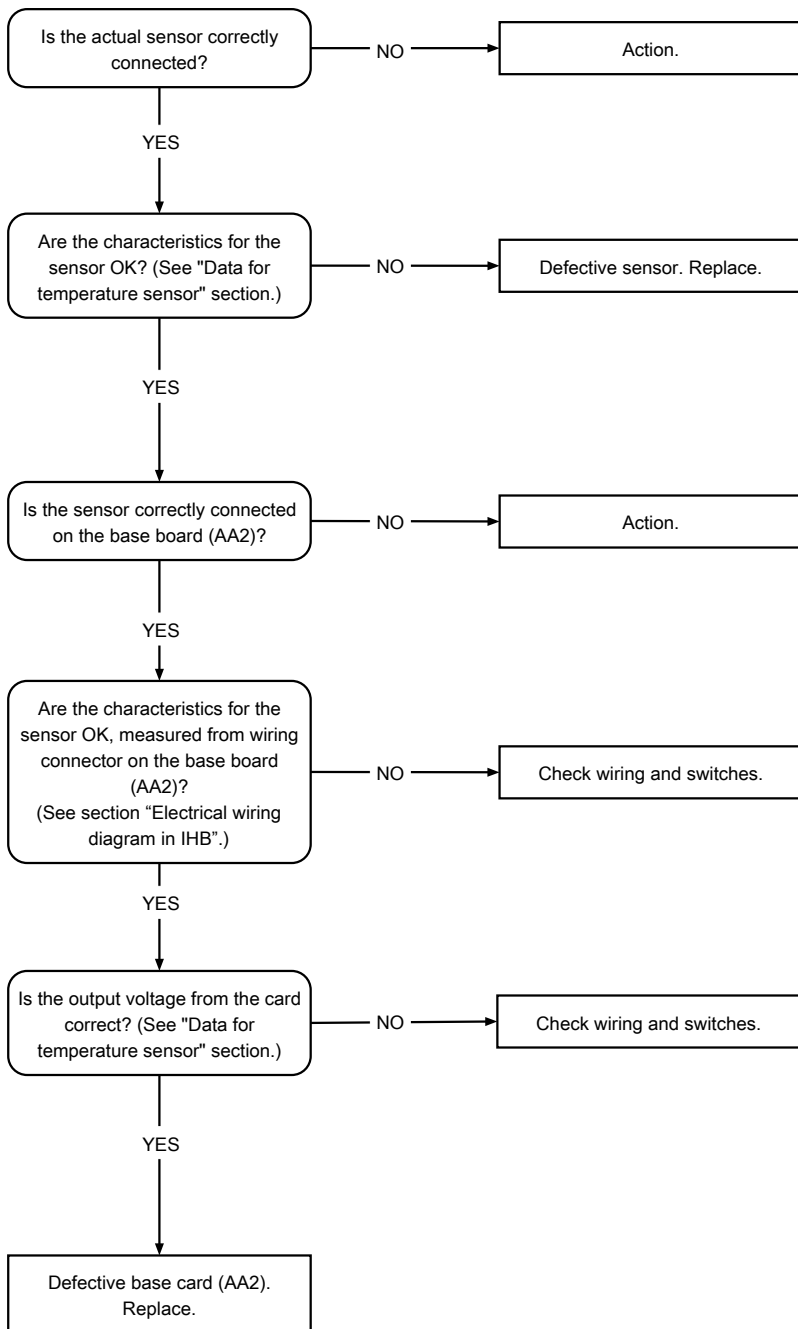 Is the actual sensor correctly
connected?
NO
Action.
YES
Are the characteristics for the
sensor OK? (See "Data for
temperature sensor" section.)
NO
Defective sensor. Replace.
YES
Is the sensor correctly connected
on the base board (AA2)?
NO
Action.
YES
Are the characteristics for the
sensor OK, measured from wiring
connector on the base board
(AA2)?
(See section “Electrical wiring
diagram in IHB”.)
NO
Check wiring and switches.
YES
Is the output voltage from the card
correct? (See "Data for
temperature sensor" section.)
NO
Check wiring and switches.
YES
Defective base card (AA2).
Replace.